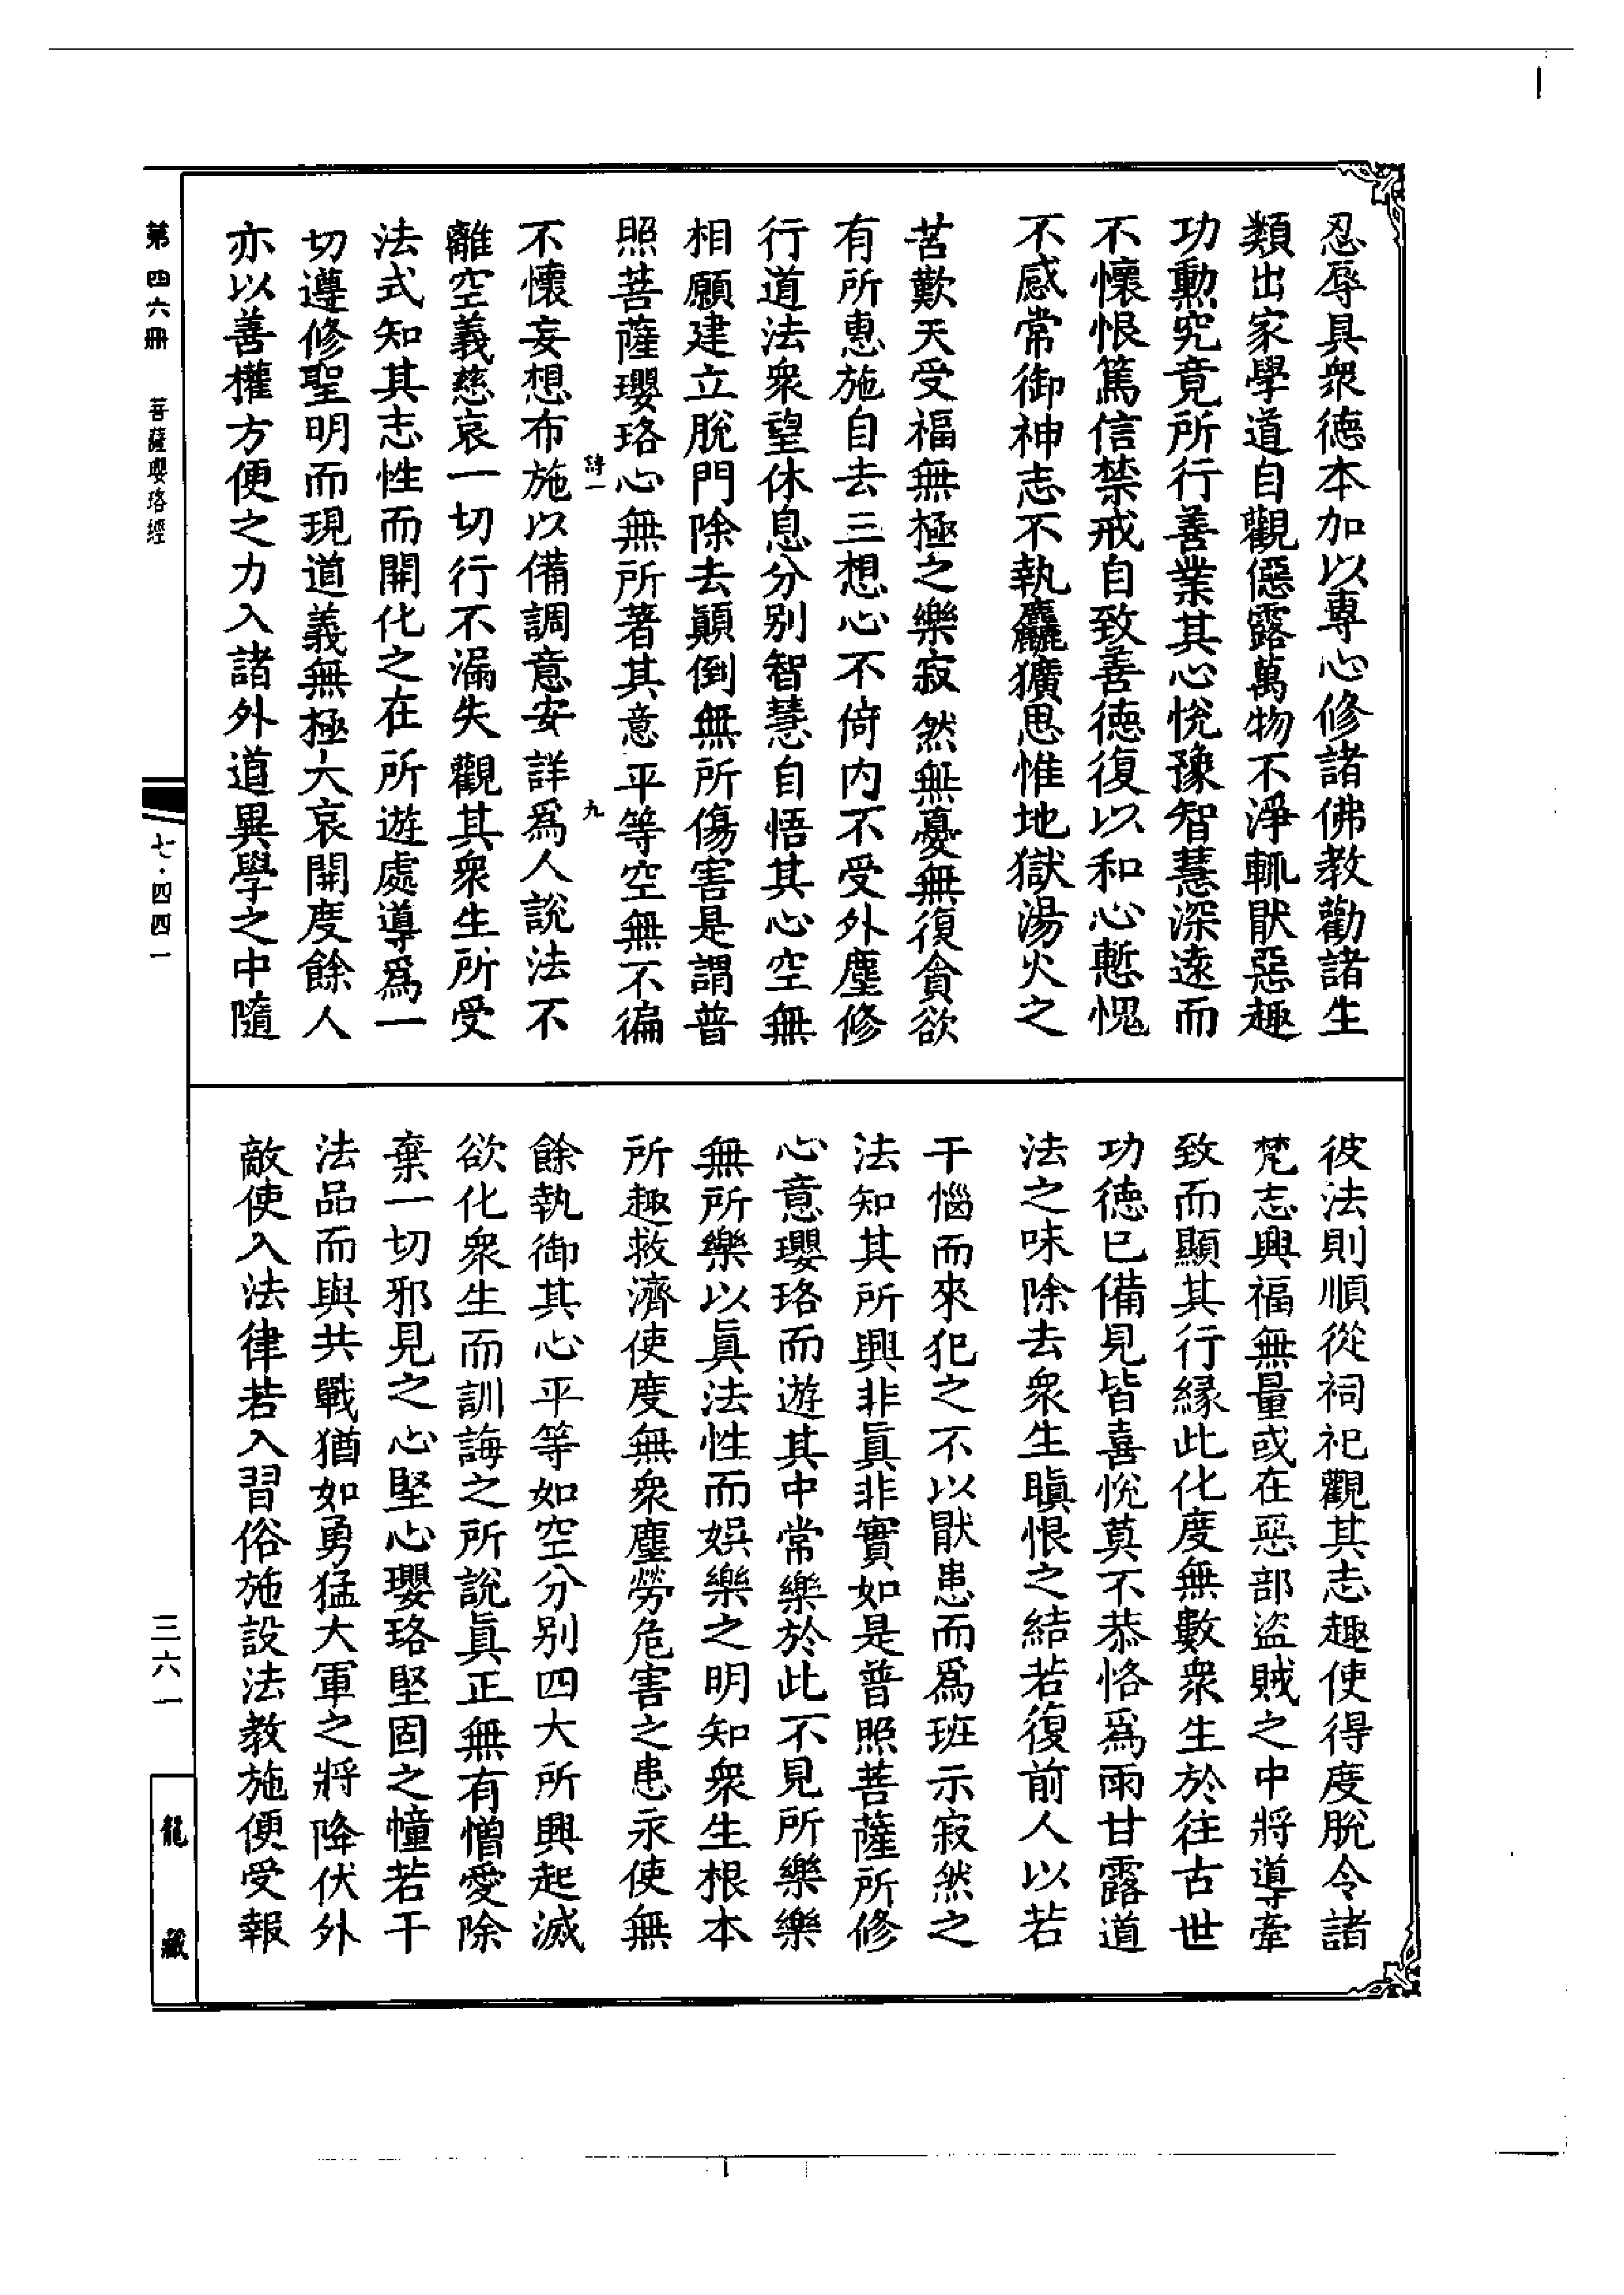 忍辱具衆德本加以專心修諸佛教勸諸生
類出家學道自觀僫露萬物不淨輒猒惡趣
功勳究竟所行善業其心悅豫智慧深遠而
不懷恨篤信禁戒自致善德復以和心慙愧
不感常御神志不執麤獷思惟地獄湯火之
苦歎天受福無極之樂寂然無憂無復貪欲
有所惠施自去三想心不倚內不受外塵修
行道法衆望休息分別智慧自悟其心空無
相願建立脫門除去顚倒無所傷害是謂普
照菩薩瓔珞心無所著其意平等空無不徧
詩一 九
不懷妄想布施以備調意安詳爲人說法不
離空義慈哀一切行不漏失觀其衆生所受
法式知其志性而開化之在所遊處導爲一
切遵修聖明而現道義無極大哀開度餘人
亦以善權方便之力入諸外道異學之中隨
彼法則順從祠祀觀其志趣使得度脫令諸
梵志興福無量或在惡部盜賊之中將導牽
致而顯其行緣此化度無數衆生於往古世
功德已備見皆喜悅莫不恭恪爲雨甘露道
法之味除去衆生瞋恨之結若復前人以若
干惱而來犯之不以猒患而爲班示寂然之
法知其所興非眞非實如是普照菩薩所修
心意瓔珞而遊其中常樂於此不見所樂樂
無所樂以眞法性而娛樂之明知衆生根本
所趣救濟使度無衆塵勞危害之患永使無
餘執御其心平等如空分別四大所興起滅
欲化衆生而訓誨之所說眞正無有憎愛除
棄一切邪見之心堅心瓔珞堅固之幢若干
法品而與共戰猶如勇猛大軍之將降伏外
敵使入法律若入習俗施設法教施便受報
第四六冊 菩薩瓔珞經
七·四四一
三六一
龍藏